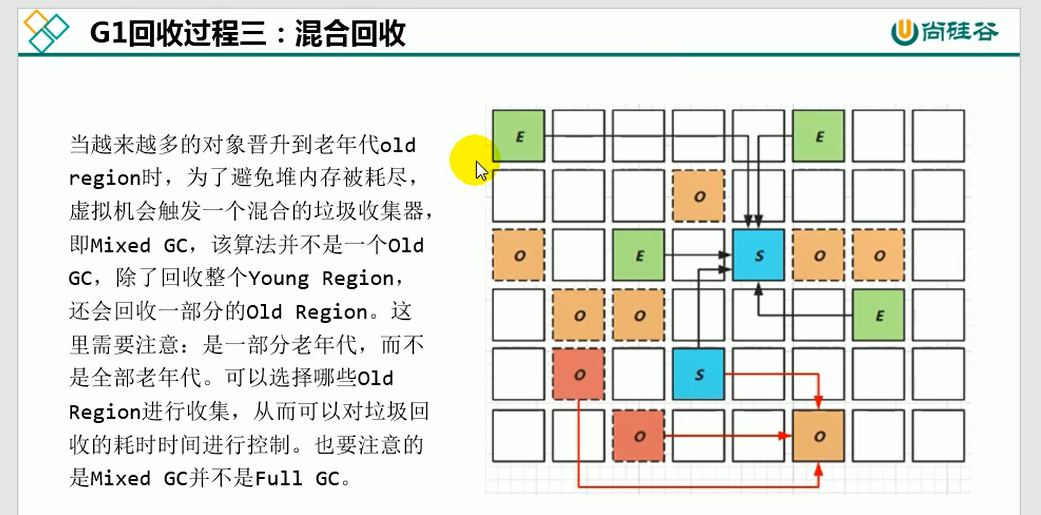 G1回收过程三：混合回收
尚硅谷
当越来越多的对象晋升到老年代old
region时，为了避免堆内存被耗尽，
虚拟机会触发一个混合的垃圾收集器，
即Mixed GC，该算法并不是一个Old
GC，除了回收整个Young Region，
还会回收一部分的Old Region。这
里需要注意：是一部分老年代，而不
是全部老年代。可以选择哪些Old
Region进行收集，从而可以对垃圾回
收的耗时时间进行控制。也要注意的
是Mixed GC并不是Full GC。
E E
O
O E S O O
O O E
O S
O O